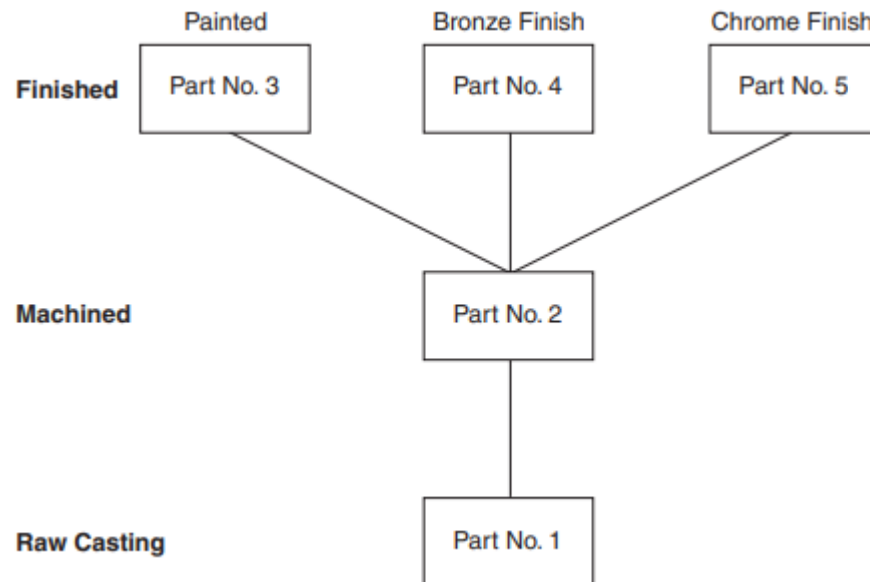 Painted
Bronze Finish
Chrome Finish
Finished
Part No. 3
Part No. 4
Part No. 5
Machined
Part No. 2
Raw Casting
Part No. 1